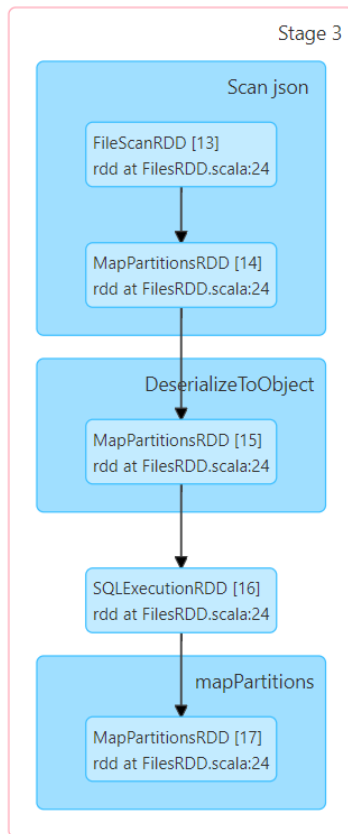 Stage 3
Scan json
FileScanRDD [13]
rdd at FilesRDD.scala:24
MapPartitionsRDD [14]
rdd at FilesRDD.scala:24
DeserializeToObject
MapPartitionsRDD [15]
rdd at FilesRDD.scala:24
SQLExecutionRDD [16]
rdd at FilesRDD.scala:24
mapPartitions
MapPartitionsRDD [17]
rdd at FilesRDD.scala:24